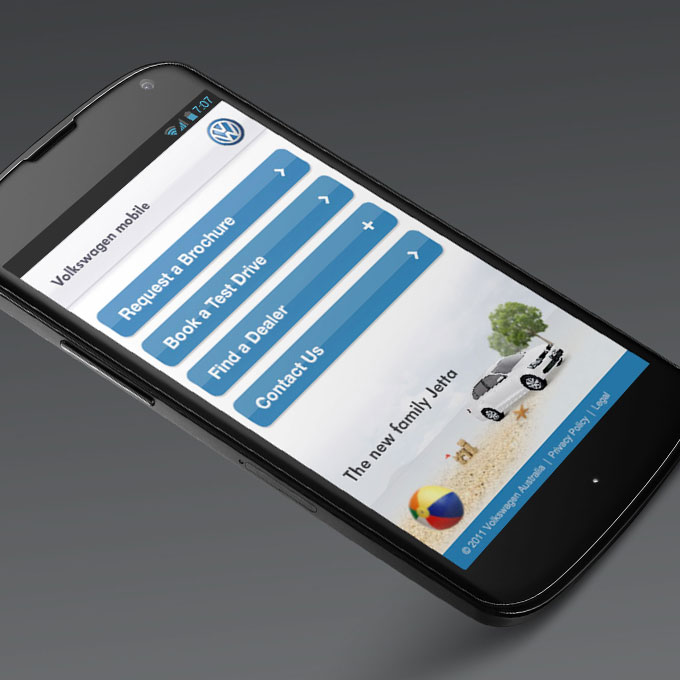 7:07
Volkswagen mobile
Request a Brochure
Book a Test Drive
Find a Dealer
Contact Us
The new family Jetta
© 2011 Volkswagen Australia | Privacy Policy | Legal